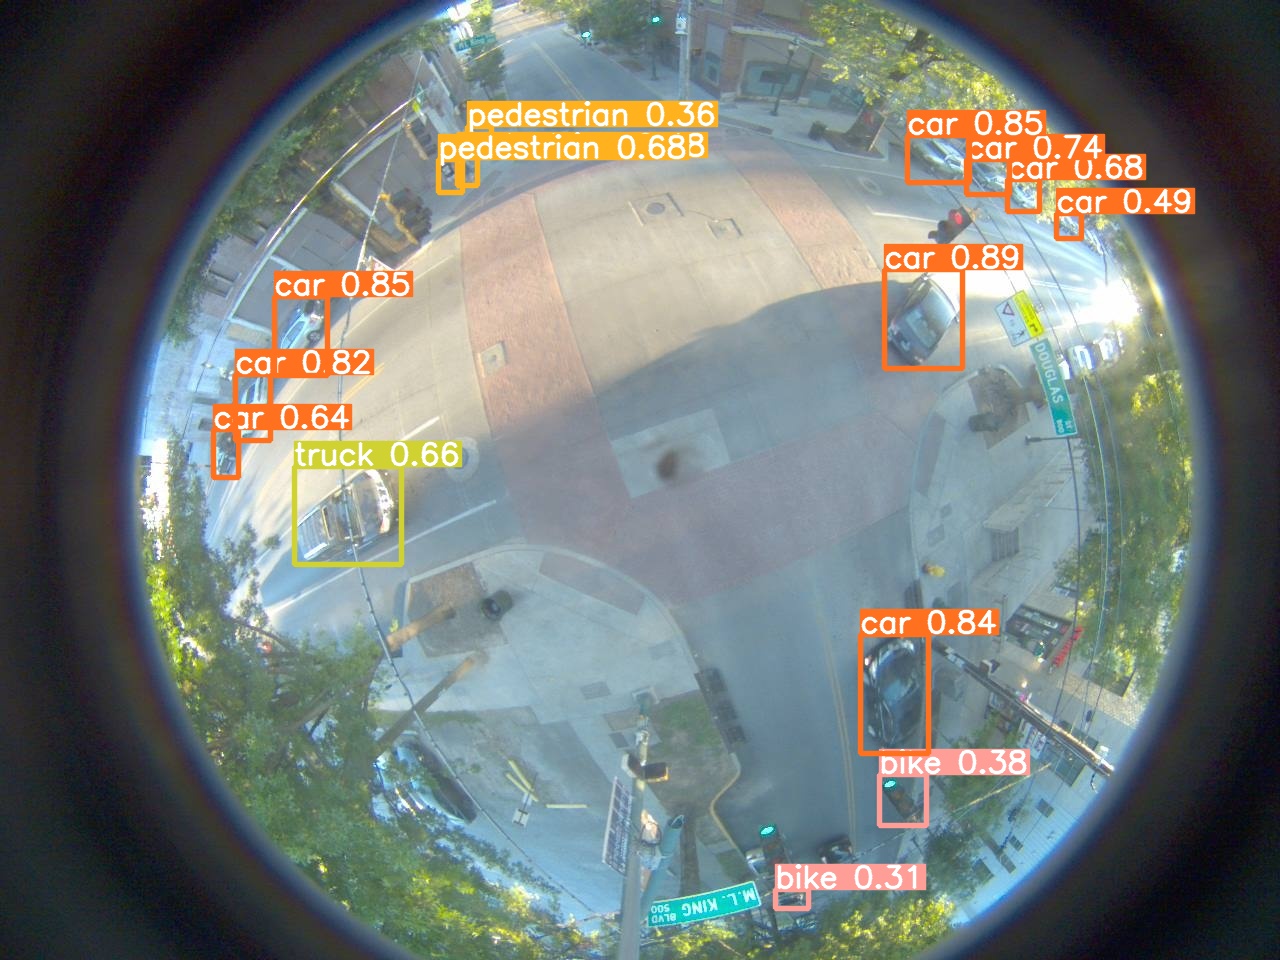 pedestrian 0.36
pedestrian 0.688
car 0.85
car 0.74
car 0.68
car 0.49
car 0.89
car 0.85
car 0.82
car 0.64
truck 0.66
DOUGLAS ST
900
car 0.84
bike 0.38
bike 0.31
M.L. KING BLVD
500